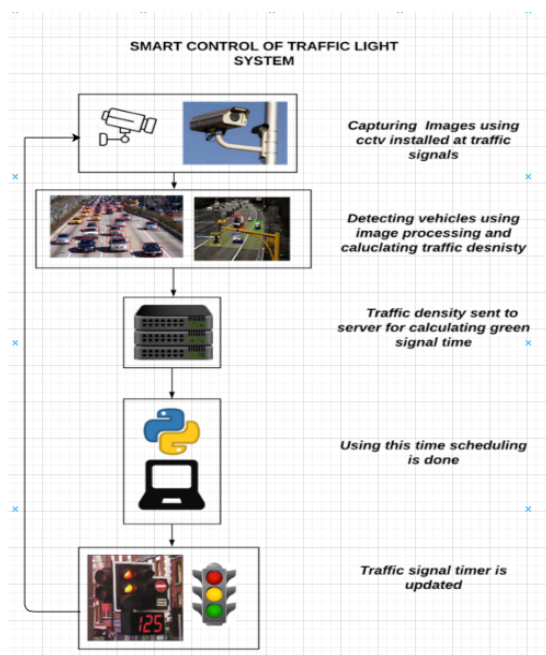 SMART CONTROL OF TRAFFIC LIGHT
SYSTEM
Capturing Images using
cctv installed at traffic
signals
Detecting vehicles using
image processing and
caluclating traffic desnisty
Traffic density sent to
server for calculating green
signal time
Using this time scheduling
is done
Traffic signal timer is
updated
125